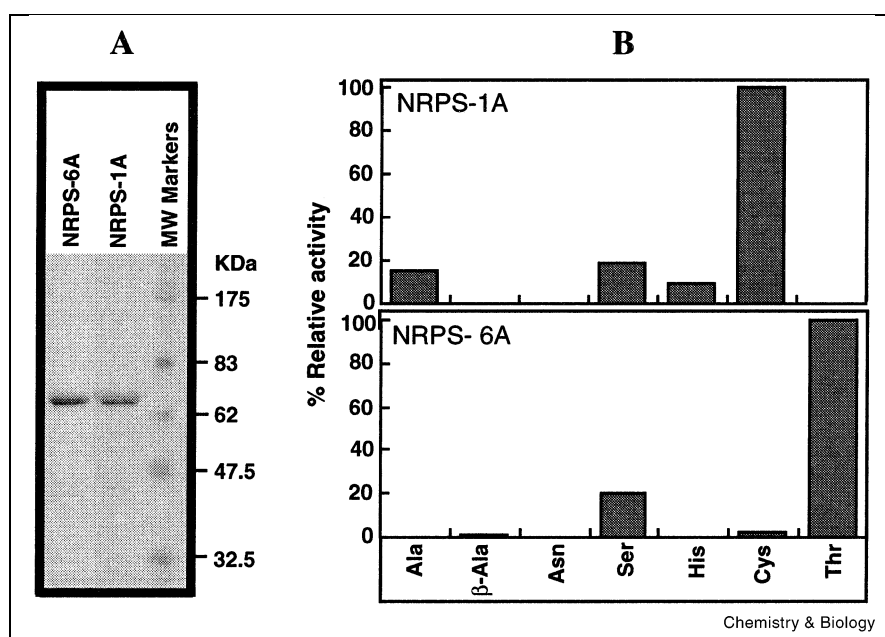 A
B
NRPS-6A
NRPS-1A
MW Markers
KDa
175
83
62
47.5
32.5
% Relative activity
NRPS-1A
100
80
60
40
20
0
NRPS- 6A
100
80
60
40
20
0
Ala
β-Ala
Asn
Ser
His
Cys
Thr
Chemistry & Biology